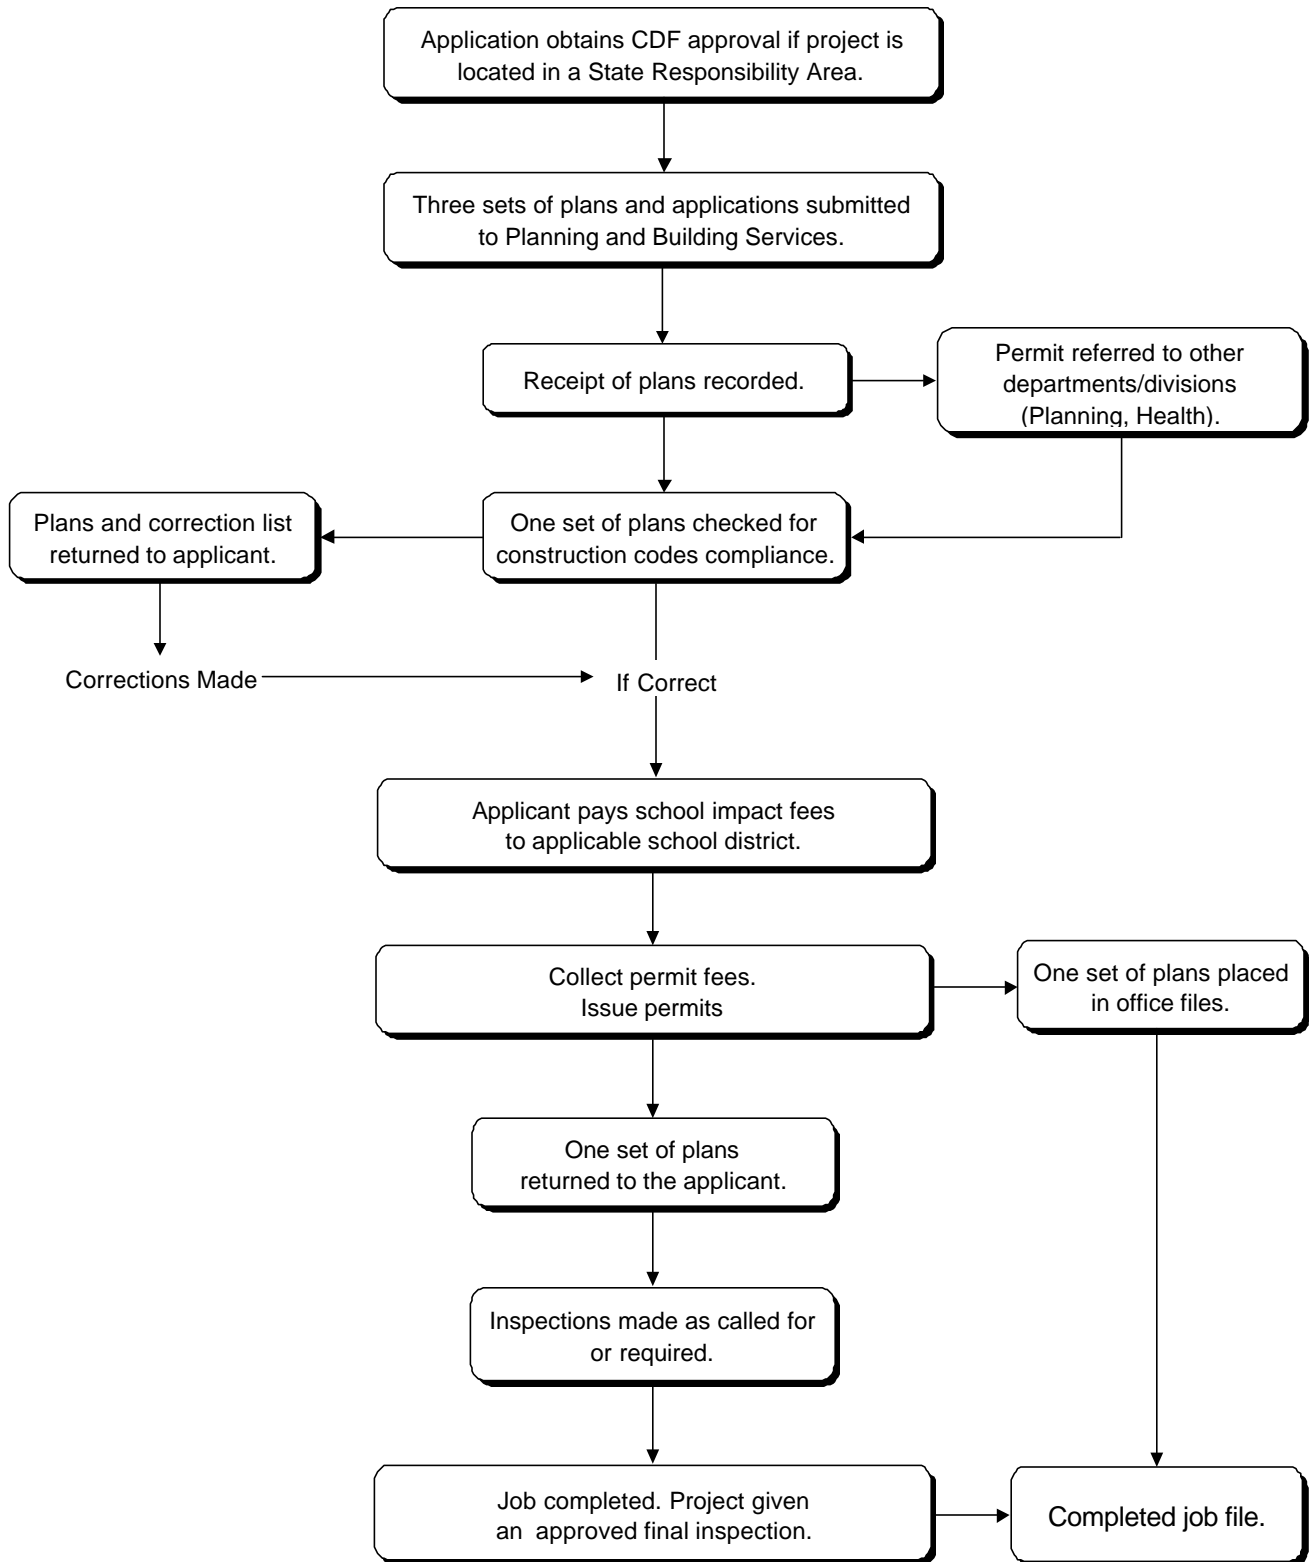 Application obtains CDF approval if project is
located in a State Responsibility Area.
Three sets of plans and applications submitted
to Planning and Building Services.
Receipt of plans recorded.
Permit referred to other
departments/divisions
(Planning, Health).
Plans and correction list
returned to applicant.
One set of plans checked for
construction codes compliance.
Corrections Made
If Correct
Applicant pays school impact fees
to applicable school district.
Collect permit fees.
Issue permits
One set of plans placed
in office files.
One set of plans
returned to the applicant.
Inspections made as called for
or required.
Job completed. Project given
an approved final inspection.
Completed job file.